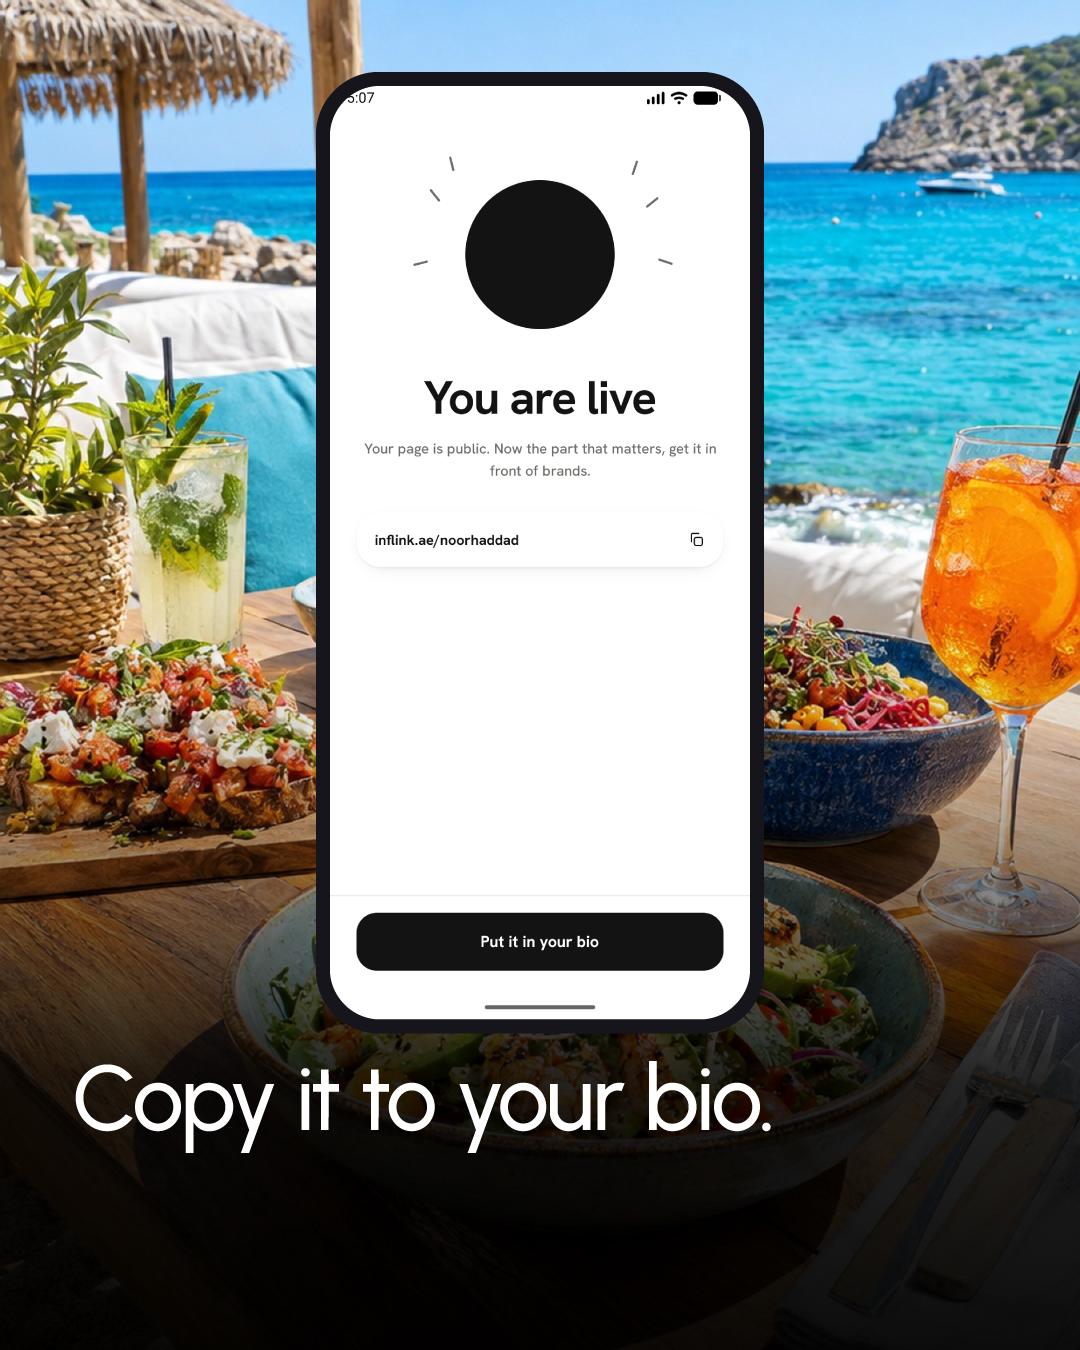 5:07
You are live
Your page is public. Now the part that matters, get it in
front of brands.
inflink.ae/noorhaddad
Put it in your bio
Copy it to your bio.